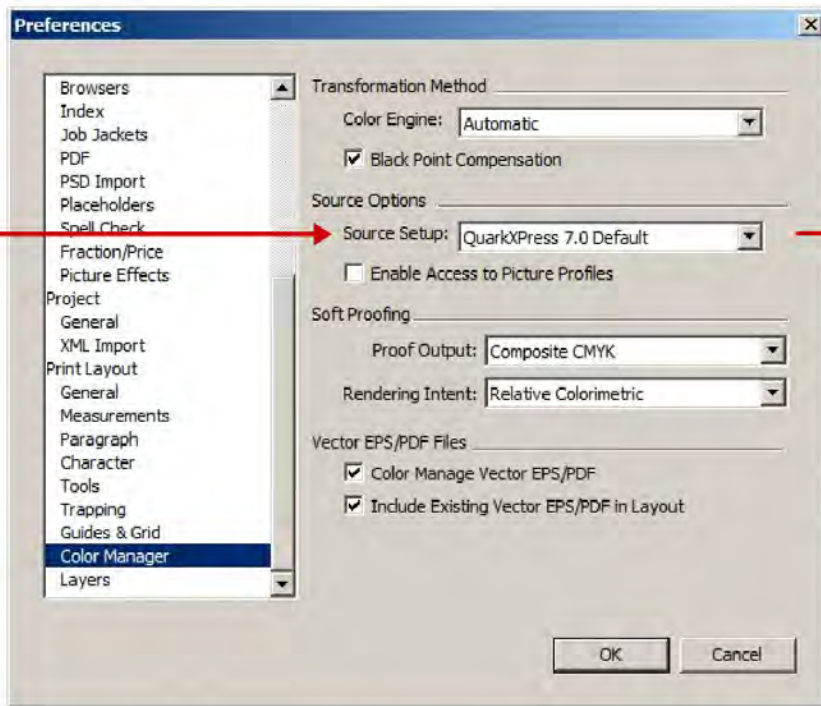 Preferences
Browsers
Index
Job Jackets
PDF
PSD Import
Placeholders
Spell Check
Fraction/Price
Picture Effects
Project
General
XML Import
Print Layout
General
Measurements
Paragraph
Character
Tools
Trapping
Guides & Grid
Color Manager
Layers
Transformation Method
Color Engine: Automatic
Black Point Compensation
Source Options
Source Setup: QuarkXPress 7.0 Default
Enable Access to Picture Profiles
Soft Proofing
Proof Output: Composite CMYK
Rendering Intent: Relative Colorimetric
Vector EPS/PDF Files
Color Manage Vector EPS/PDF
Include Existing Vector EPS/PDF in Layout
OK Cancel